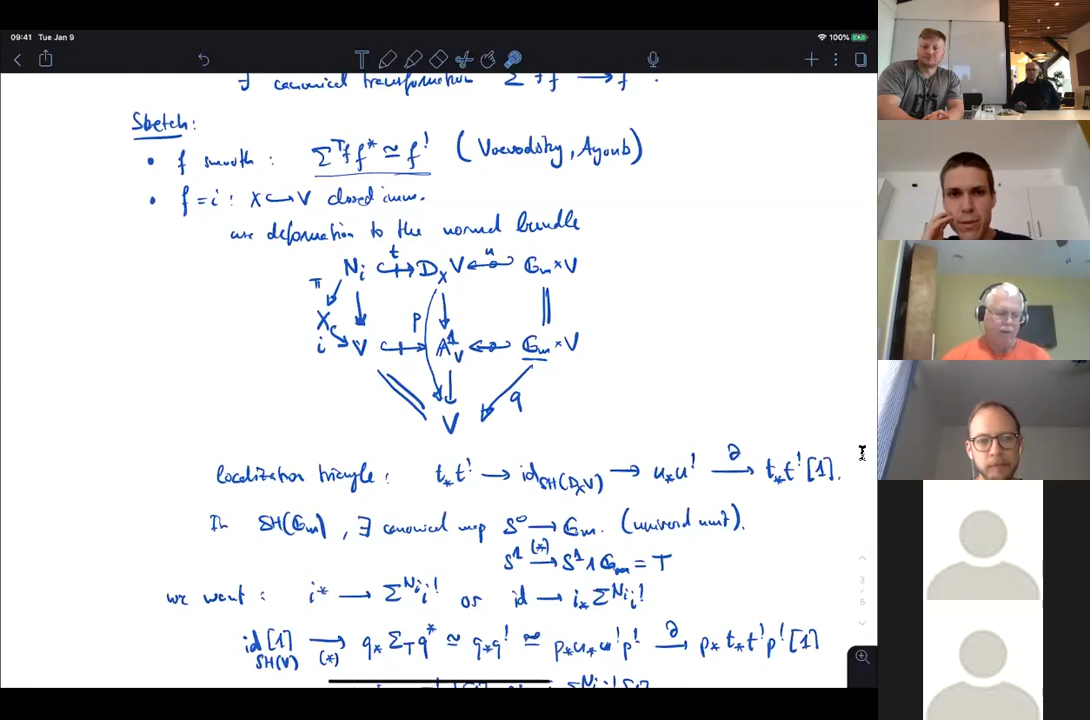 09:41 Tue Jan 9
100%
∃ canonical transformation Σ f → f .
Sketch:
• f smooth : Σ^{T_f} f^* ≃ f^! (Voevodsky, Ayoub)
• f = i : X ↪ V closed imm.
use deformation to the normal bundle
N_i t D_X V u G_m × V
π
X p
i V A^1_V G_m × V
q
V
localization triangle : t_* t^! → id_{SH(D_X V)} → u_* u^! ∂→ t_* t^! [1].
In SH(G_m), ∃ canonical map S^0 → G_m. (universal unit).
S^1 (*)→ S^1 ∧ G_m = T
we want : i^* → Σ^{N_i} i^! or id → i_* Σ^{N_i} i^!
id_{SH(V)}[1] →(*) q_* Σ_T q^* ≃ q_* q^! ≃ p_* u_* u^! p^! ∂→ p_* t_* t^! p^! [1]
3
/
5